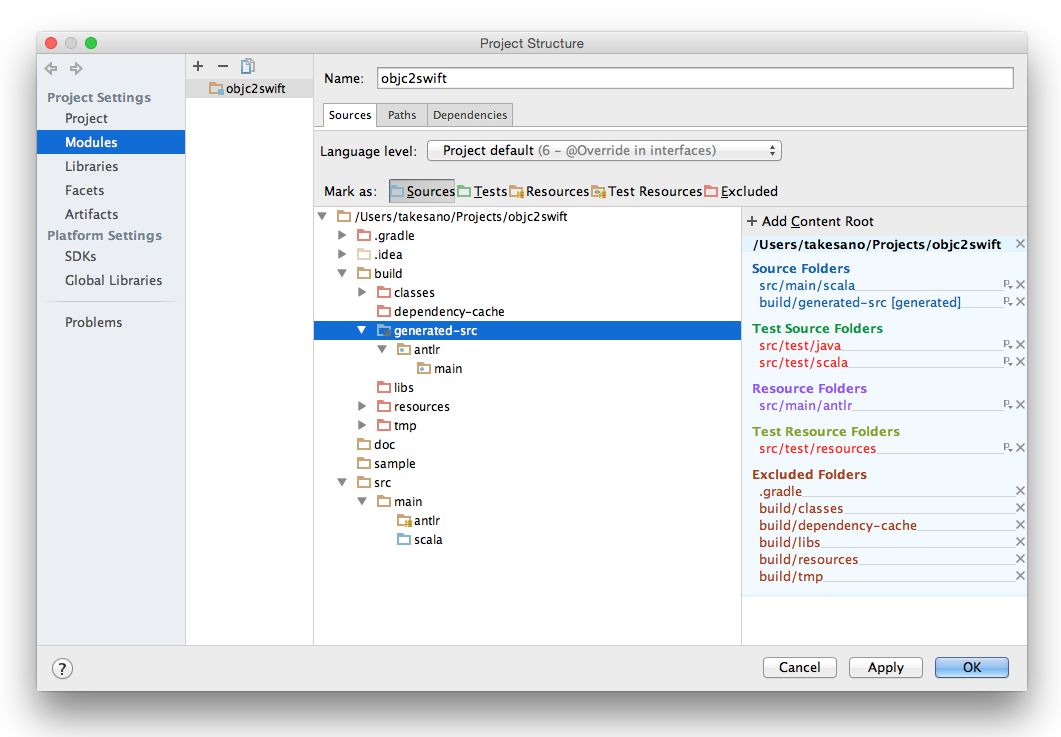 Project Structure
Project Settings
Project
Modules
Libraries
Facets
Artifacts
Platform Settings
SDKs
Global Libraries
Problems
objc2swift
Name: objc2swift
Sources Paths Dependencies
Language level: Project default (6 – @Override in interfaces)
Mark as: Sources Tests Resources Test Resources Excluded
/Users/takesano/Projects/objc2swift
.gradle
.idea
build
classes
dependency-cache
generated-src
antlr
main
libs
resources
tmp
doc
sample
src
main
antlr
scala
+ Add Content Root
/Users/takesano/Projects/objc2swift
Source Folders
src/main/scala
build/generated-src [generated]
Test Source Folders
src/test/java
src/test/scala
Resource Folders
src/main/antlr
Test Resource Folders
src/test/resources
Excluded Folders
.gradle
build/classes
build/dependency-cache
build/libs
build/resources
build/tmp
?
Cancel Apply OK